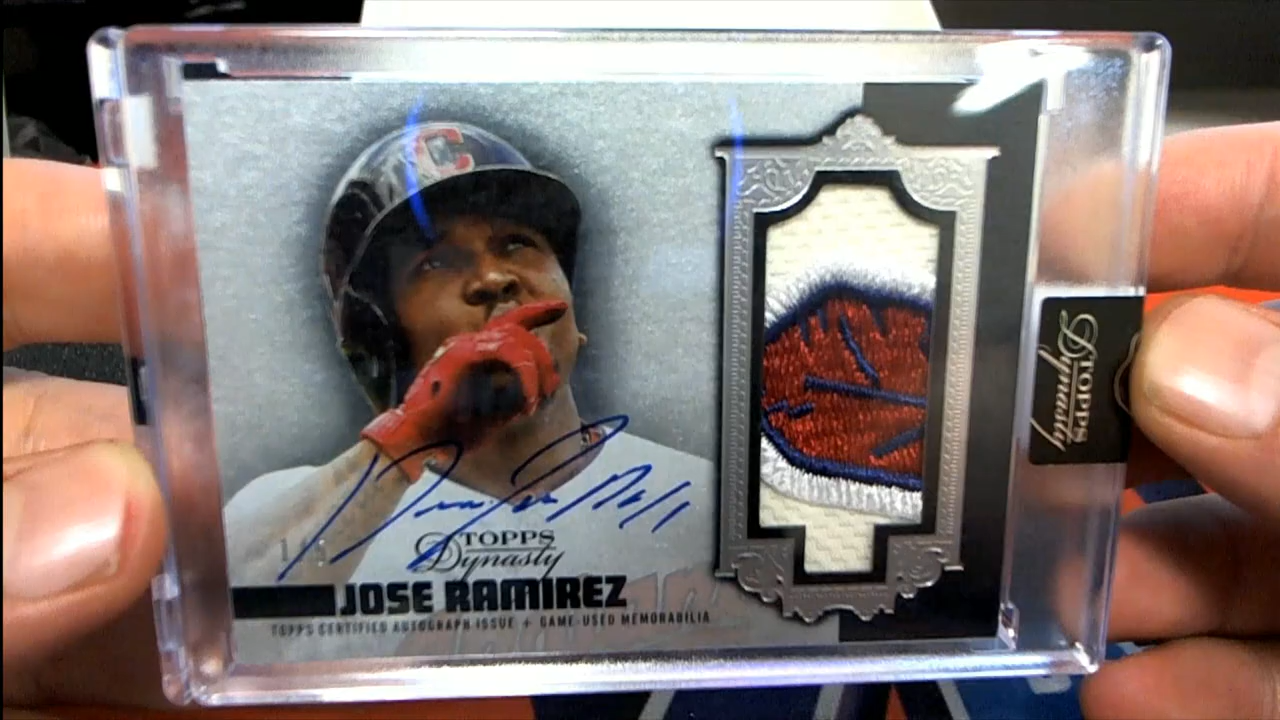 C
TOPPS
Dynasty
JOSE RAMIREZ
TOPPS CERTIFIED AUTOGRAPH ISSUE + GAME-USED MEMORABILIA
TOPPS
Dynasty